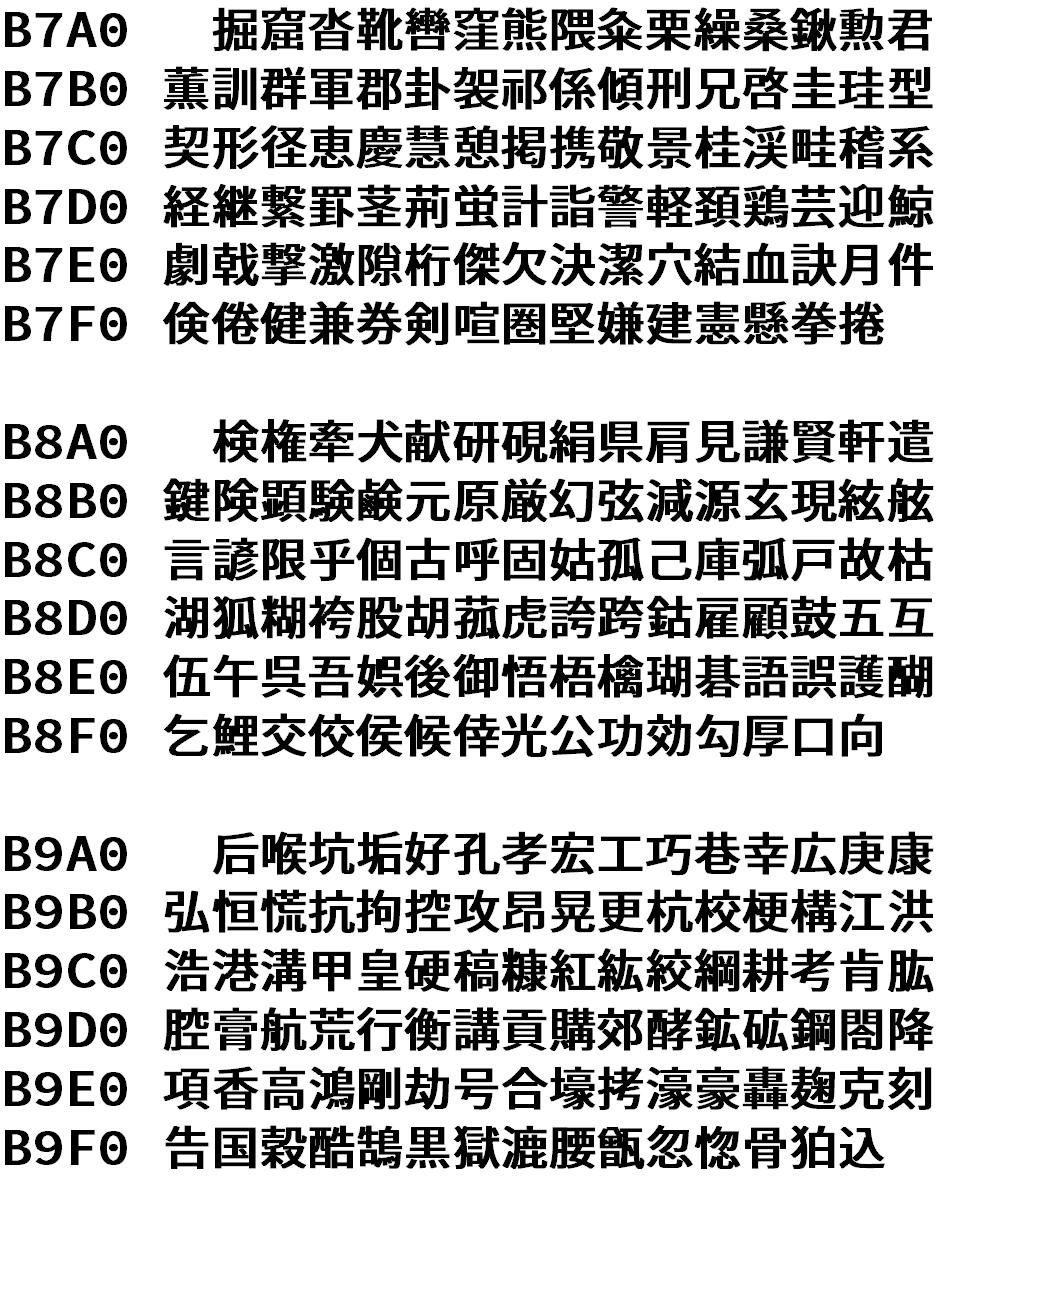 B7A0 掘窟沓靴轡窪熊隈粂栗繰桑鍬勲君
B7B0 薫訓群軍郡卦袈祁係傾刑兄啓圭珪型
B7C0 契形径恵慶慧憩掲携敬景桂渓畦稽系
B7D0 経継繋罫茎荊蛍計詣警軽頚鶏芸迎鯨
B7E0 劇戟撃激隙桁傑欠決潔穴結血訣月件
B7F0 倹倦健兼券剣喧圏堅嫌建憲懸拳捲
B8A0 検権牽犬献研硯絹県肩見謙賢軒遣
B8B0 鍵険顕験鹸元原厳幻弦減源玄現絃舷
B8C0 言諺限乎個古呼固姑孤己庫弧戸故枯
B8D0 湖狐糊袴股胡菰虎誇跨鈷雇顧鼓五互
B8E0 伍午呉吾娯後御悟梧檎瑚碁語誤護醐
B8F0 乞鯉交佼侯候倖光公功効勾厚口向
B9A0 后喉坑垢好孔孝宏工巧巷幸広庚康
B9B0 弘恒慌抗拘控攻昂晃更杭校梗構江洪
B9C0 浩港溝甲皇硬稿糠紅紘絞綱耕考肯肱
B9D0 腔膏航荒行衡講貢購郊酵鉱砿鋼閤降
B9E0 項香高鴻剛劫号合壕拷濠豪轟麹克刻
B9F0 告国穀酷鵠黒獄漉腰甑忽惚骨狛込